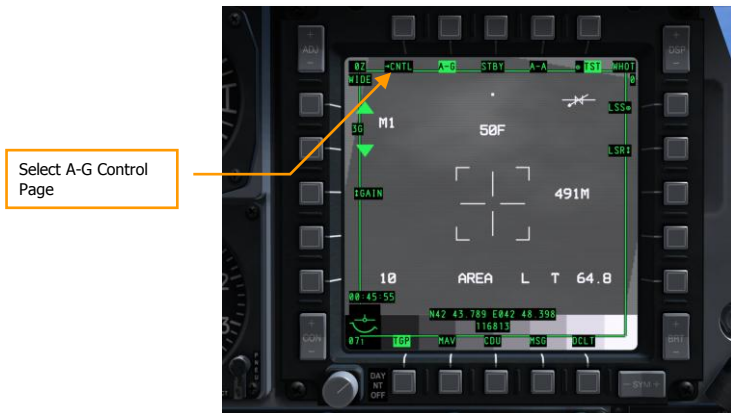 ADJ
DSP
0Z →CNTL A-G STBY A-A TST WHOT
WIDE 0
LSS
M1
3G 50F
LSR↕
Select A-G Control
Page
↕GAIN
491M
10 AREA L T 64.8
00:45:55
N42 43.789 E042 48.398
116813
CON
BRT
07 TGP MAV CDU MSG DCLT
DAY
NT
OFF
SYM